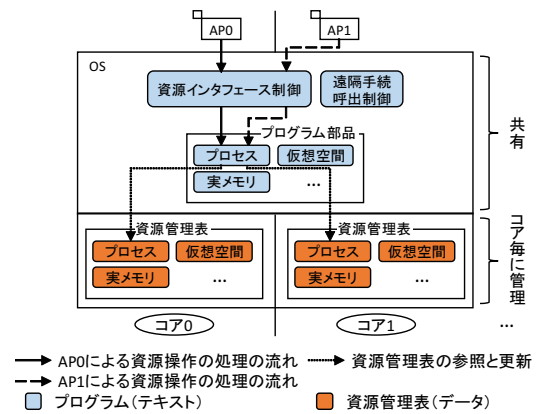 AP0
AP1
OS
資源インタフェース制御
遠隔手続
呼出制御
プログラム部品
プロセス
仮想空間
実メモリ
…
共有
資源管理表
プロセス
仮想空間
実メモリ
…
資源管理表
プロセス
仮想空間
実メモリ
…
コア毎に管理
コア0
コア1
…
AP0による資源操作の処理の流れ
資源管理表の参照と更新
AP1による資源操作の処理の流れ
プログラム(テキスト)
資源管理表(データ)